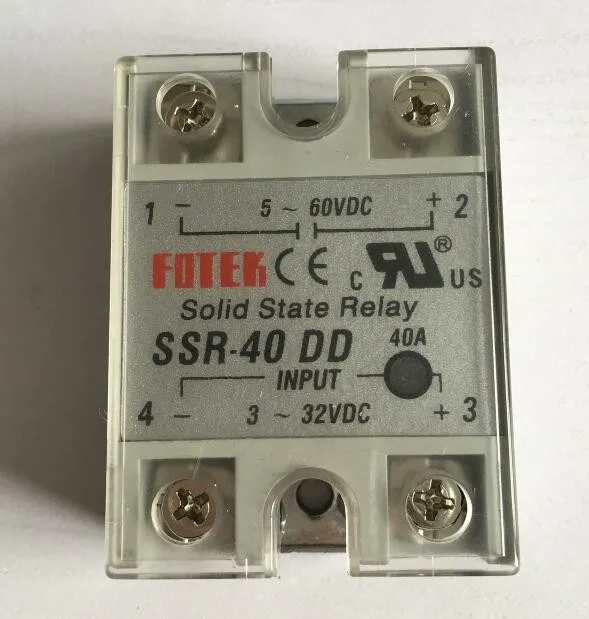 1 − 5 ~ 60VDC + 2
FOTEK CE c RU ® US
Solid State Relay
SSR-40 DD 40A
INPUT
4 − 3 ~ 32VDC + 3